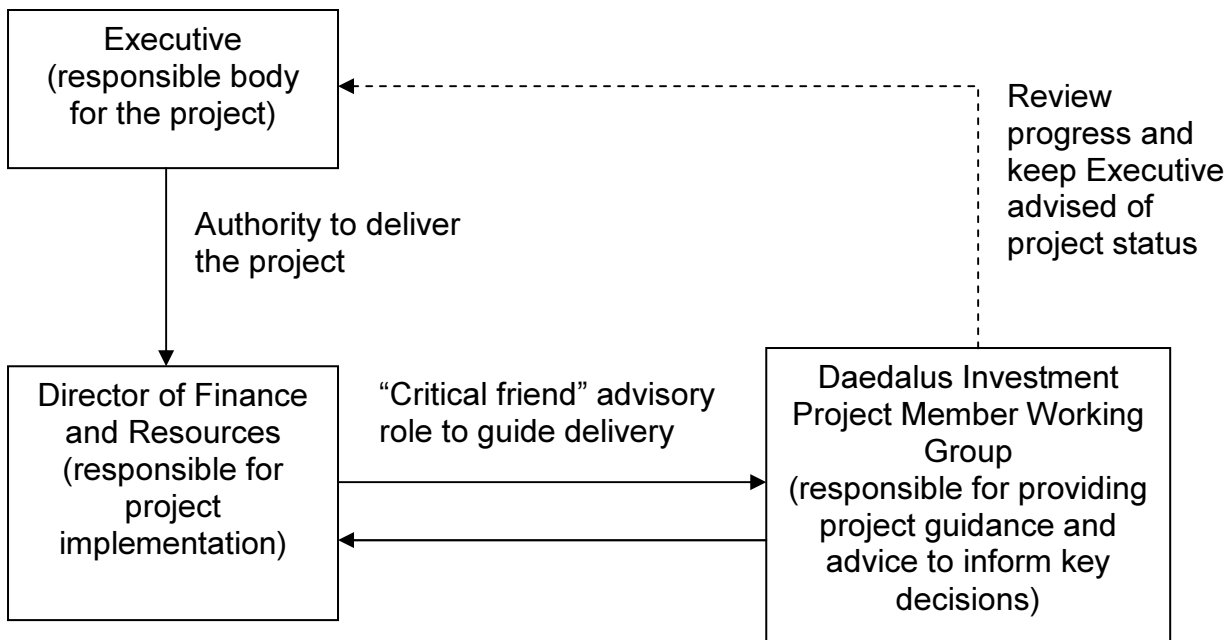 Executive
(responsible body
for the project)
Review
progress and
keep Executive
advised of
project status
Authority to deliver
the project
Director of Finance
and Resources
(responsible for
project
implementation)
“Critical friend” advisory
role to guide delivery
Daedalus Investment
Project Member Working
Group
(responsible for providing
project guidance and
advice to inform key
decisions)